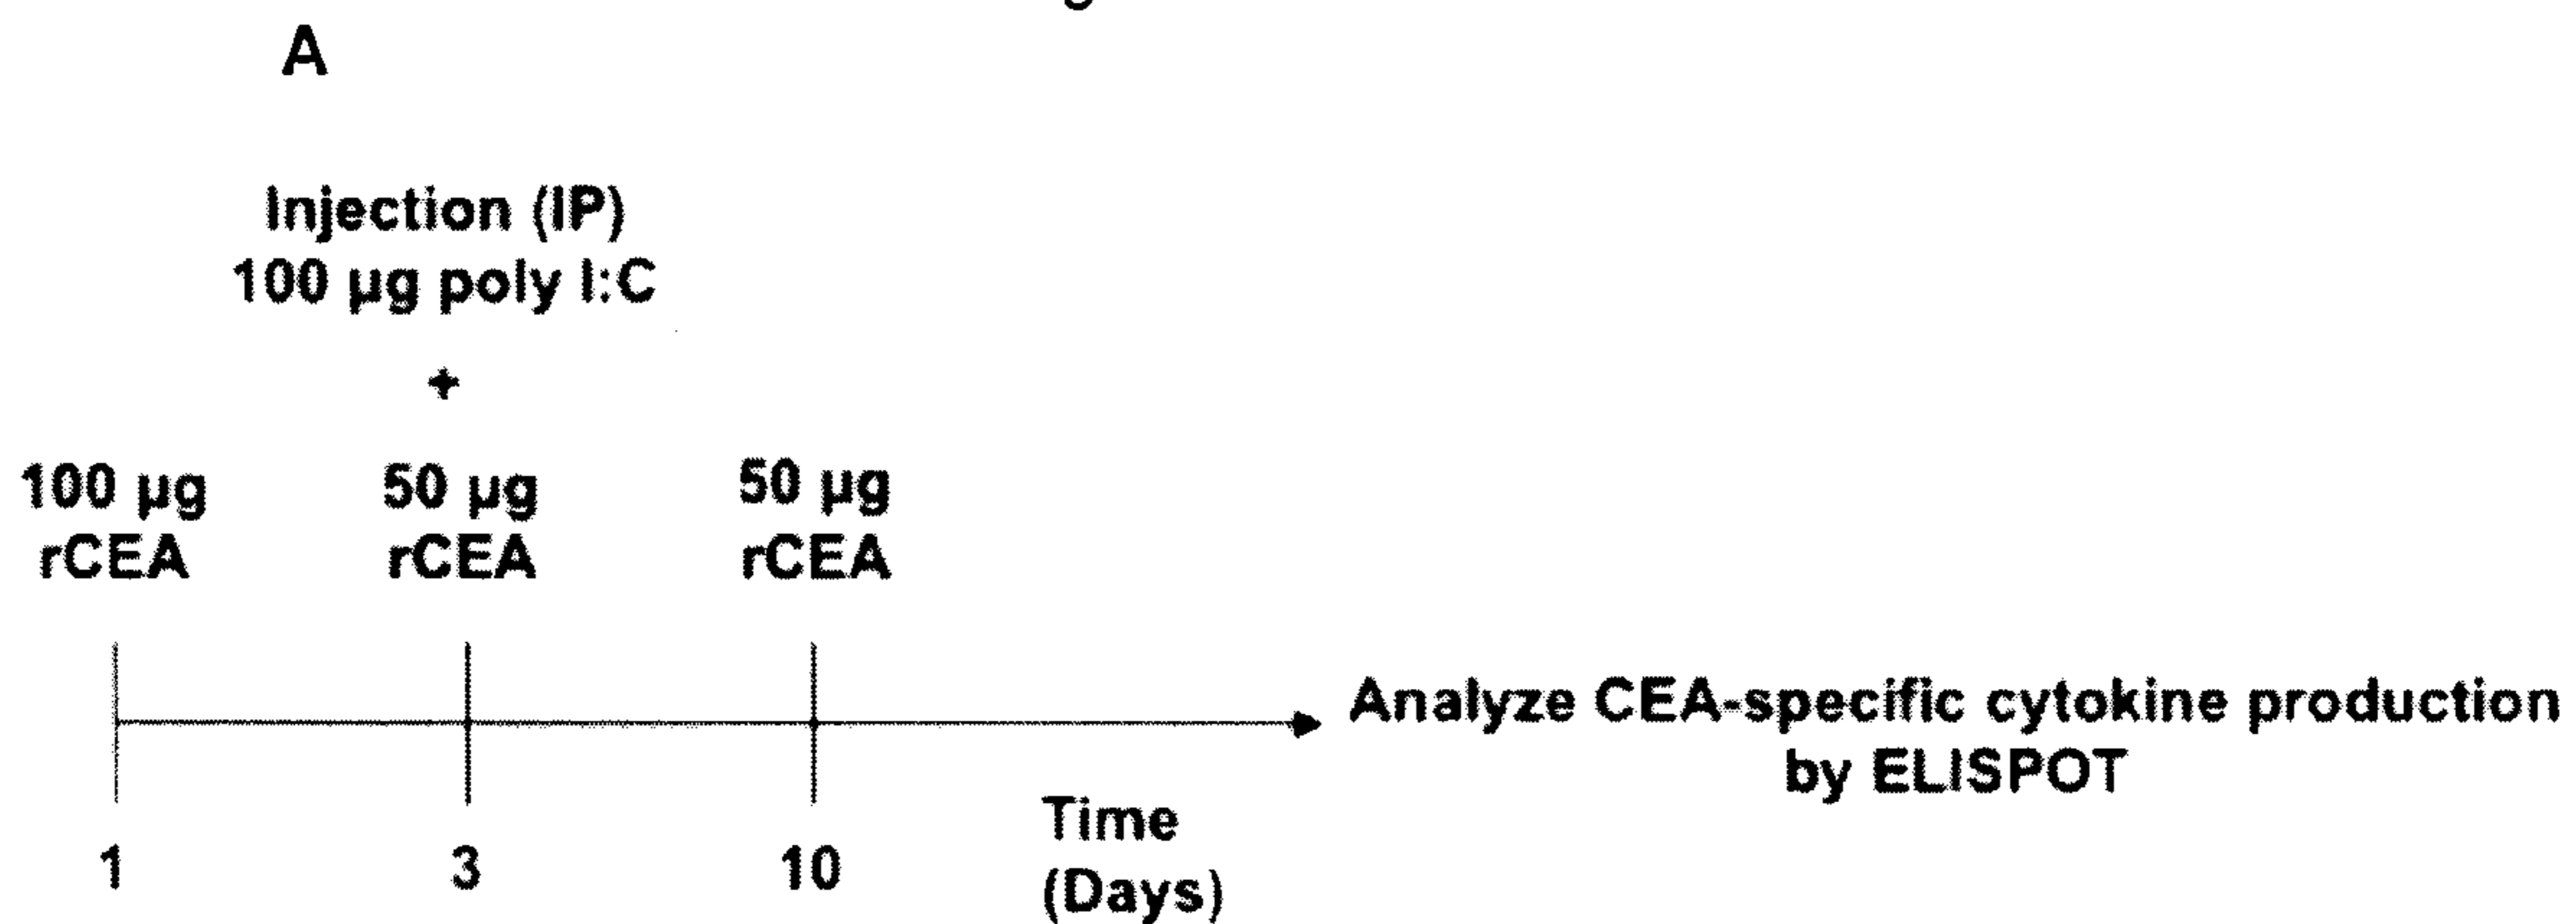 A
Injection (IP)
100 µg poly I:C
+
100 µg 50 µg 50 µg
rCEA rCEA rCEA
Analyze CEA-specific cytokine production
by ELISPOT
1 3 10
Time
(Days)